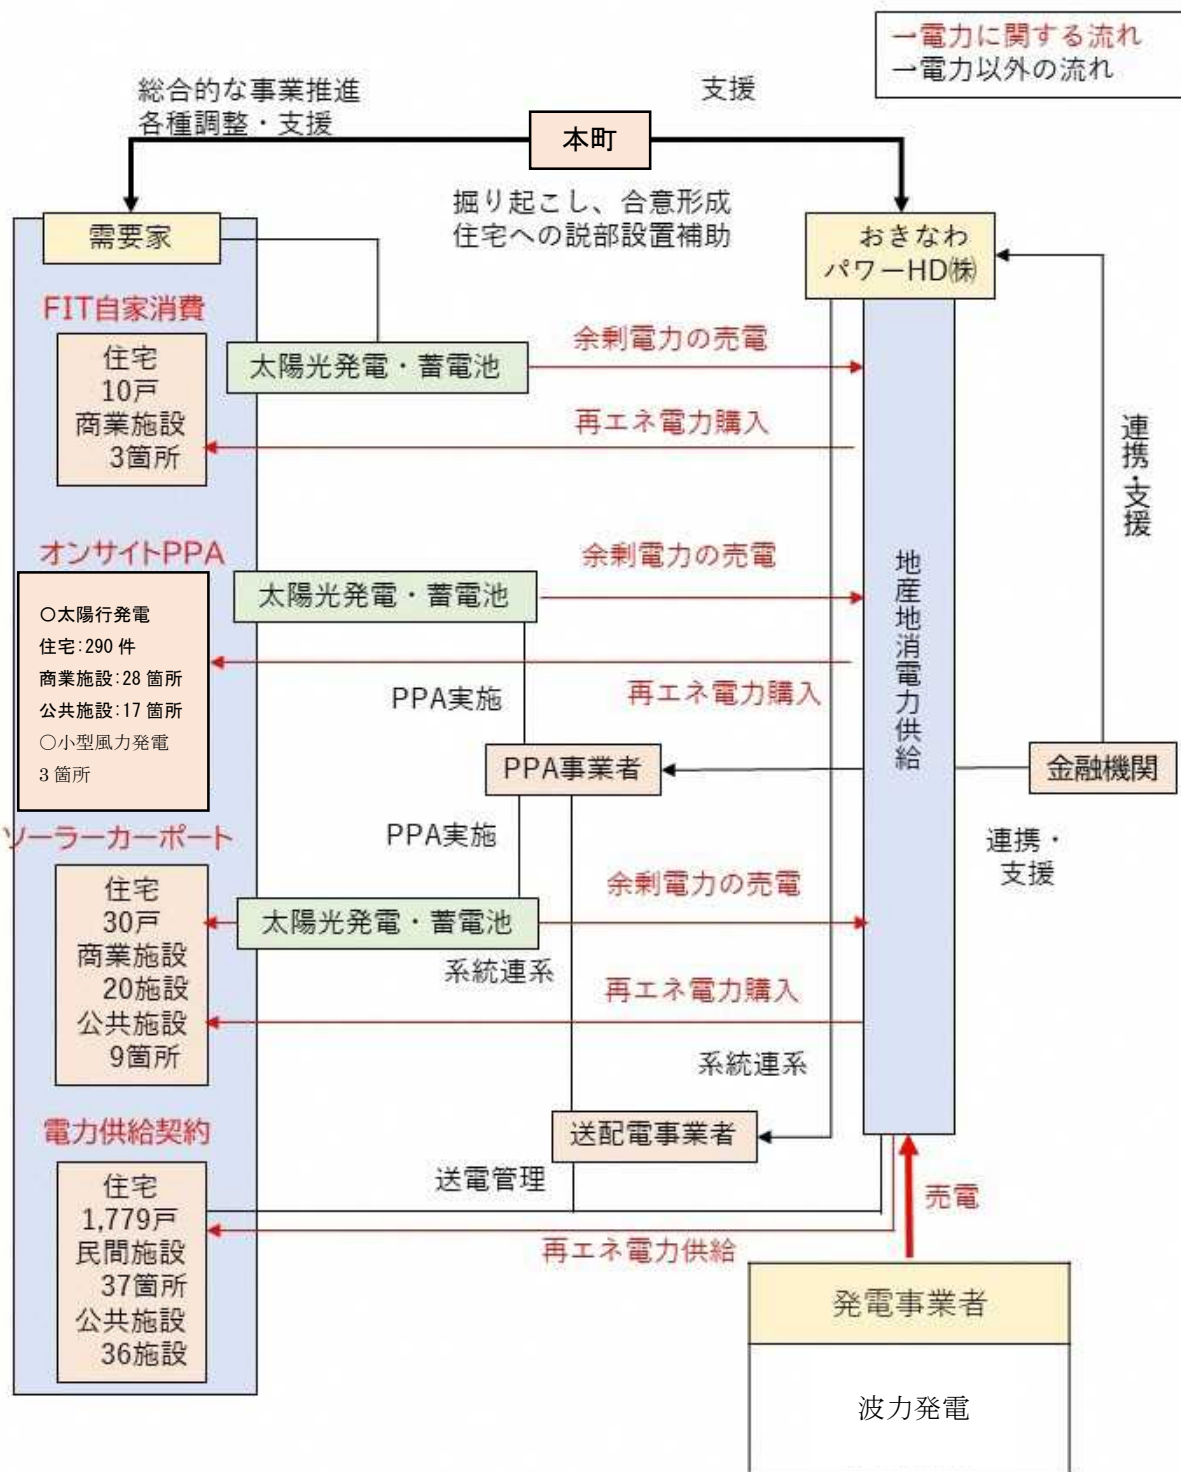 →電力に関する流れ
→電力以外の流れ
総合的な事業推進
各種調整・支援
支援
本町
掘り起こし、合意形成
住宅への説部設置補助
需要家
おきなわ
パワーHD㈱
FIT自家消費
住宅
10戸
商業施設
3箇所
太陽光発電・蓄電池
余剰電力の売電
再エネ電力購入
連携・支援
オンサイトPPA
〇太陽行発電
住宅:290 件
商業施設:28 箇所
公共施設:17 箇所
〇小型風力発電
3 箇所
太陽光発電・蓄電池
余剰電力の売電
再エネ電力購入
地産地消電力供給
PPA実施
PPA事業者
金融機関
連携・
支援
PPA実施
ソーラーカーポート
住宅
30戸
商業施設
20施設
公共施設
9箇所
太陽光発電・蓄電池
余剰電力の売電
系統連系
再エネ電力購入
系統連系
電力供給契約
送配電事業者
送電管理
住宅
1,779戸
民間施設
37箇所
公共施設
36施設
再エネ電力供給
売電
発電事業者
波力発電